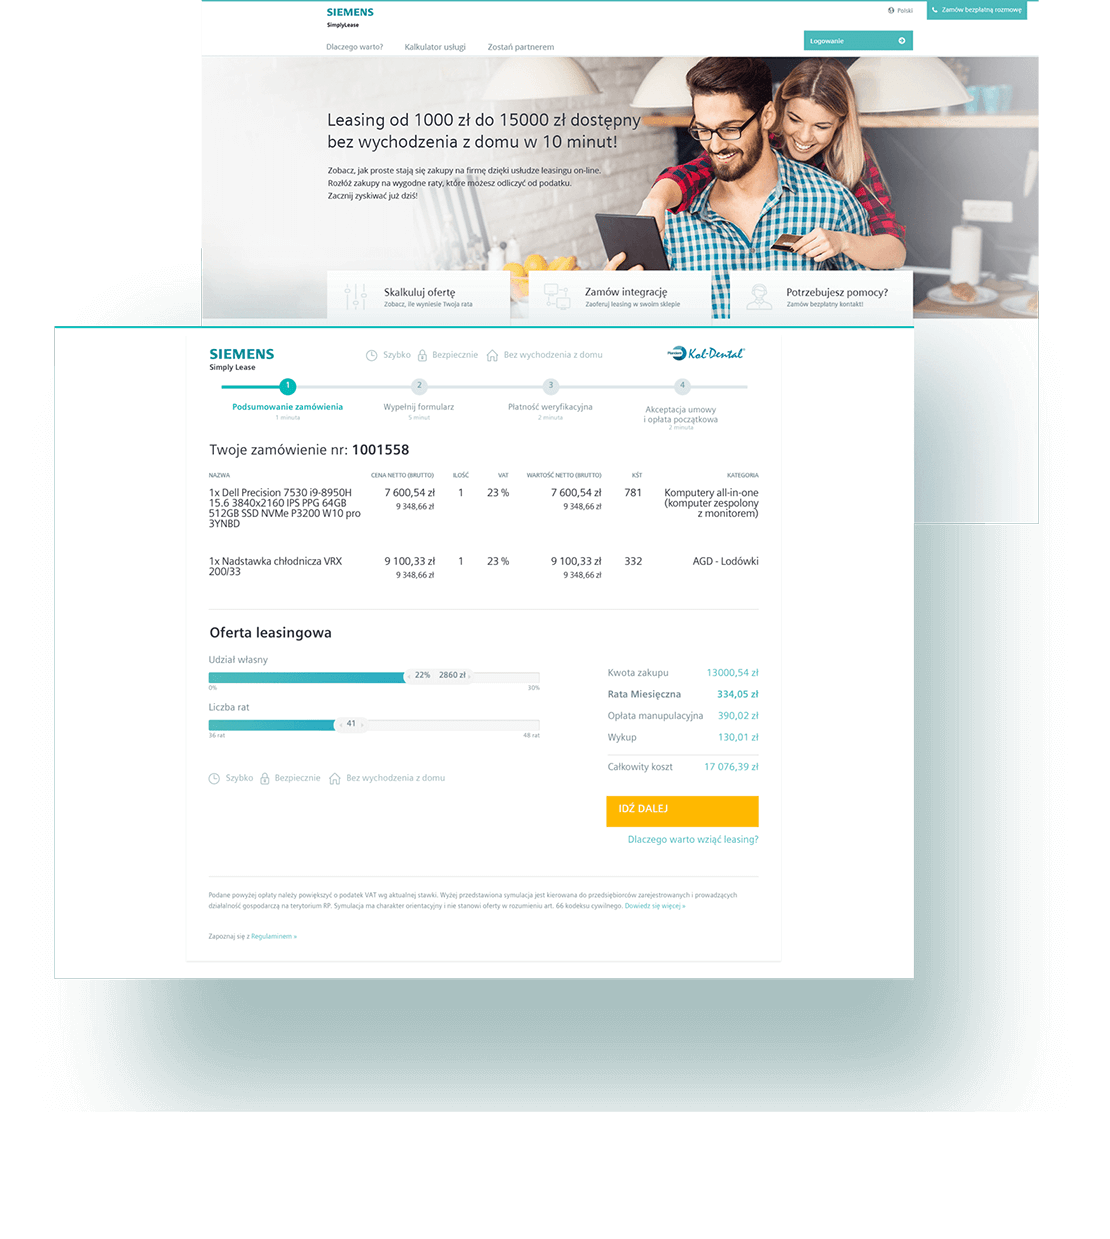 SIEMENS
SimplyLease
Polski
Zamów bezpłatną rozmowę
Logowanie
Dlaczego warto? Kalkulator usługi Zostań partnerem
Leasing od 1000 zł do 15000 zł dostępny
bez wychodzenia z domu w 10 minut!
Zobacz, jak proste stają się zakupy na firmę dzięki usłudze leasingu on-line.
Rozłóż zakupy na wygodne raty, które możesz odliczyć od podatku.
Zacznij zyskiwać już dziś!
Skalkuluj ofertę
Zobacz, ile wyniesie Twoja rata
Zamów integrację
Zaoferuj leasing w swoim sklepie
Potrzebujesz pomocy?
Zamów bezpłatny kontakt!
SIEMENS
Simply Lease
Szybko Bezpiecznie Bez wychodzenia z domu
Kol-Dental
1 2 3 4
Podsumowanie zamówienia
1 minuta
Wypełnij formularz
5 minut
Płatność weryfikacyjna
2 minuta
Akceptacja umowy
i opłata początkowa
2 minuta
Twoje zamówienie nr: 1001558
NAZWA CENA NETTO (BRUTTO) ILOŚĆ VAT WARTOŚĆ NETTO (BRUTTO) KŚT KATEGORIA
1x Dell Precision 7530 i9-8950H 7 600,54 zł 1 23 % 7 600,54 zł 781 Komputery all-in-one
15.6 3840x2160 IPS PPG 64GB 9 348,66 zł 9 348,66 zł (komputer zespolony
512GB SSD NVMe P3200 W10 pro z monitorem)
3YNBD
1x Nadstawka chłodnicza VRX 9 100,33 zł 1 23 % 9 100,33 zł 332 AGD - Lodówki
200/33 9 348,66 zł 9 348,66 zł
Oferta leasingowa
Udział własny
22% 2860 zł
0% 30%
Liczba rat
41
36 rat 48 rat
Szybko Bezpiecznie Bez wychodzenia z domu
Kwota zakupu 13000,54 zł
Rata Miesięczna 334,05 zł
Opłata manupulacyjna 390,02 zł
Wykup 130,01 zł
Całkowity koszt 17 076,39 zł
IDŹ DALEJ
Dlaczego warto wziąć leasing?
Podane powyżej opłaty należy powiększyć o podatek VAT wg aktualnej stawki. Wyżej przedstawiona symulacja jest kierowana do przedsiębiorców zarejestrowanych i prowadzących
działalność gospodarczą na terytorium RP. Symulacja ma charakter orientacyjny i nie stanowi oferty w rozumieniu art. 66 kodeksu cywilnego. Dowiedz się więcej »
Zapoznaj się z Regulaminem »